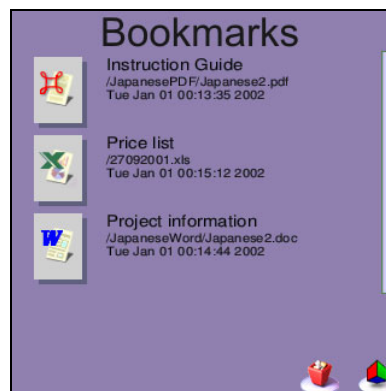 Bookmarks
Instruction Guide
/JapanesePDF/Japanese2.pdf
Tue Jan 01 00:13:35 2002
Price list
/27092001.xls
Tue Jan 01 00:15:12 2002
Project information
/JapaneseWord/Japanese2.doc
Tue Jan 01 00:14:44 2002